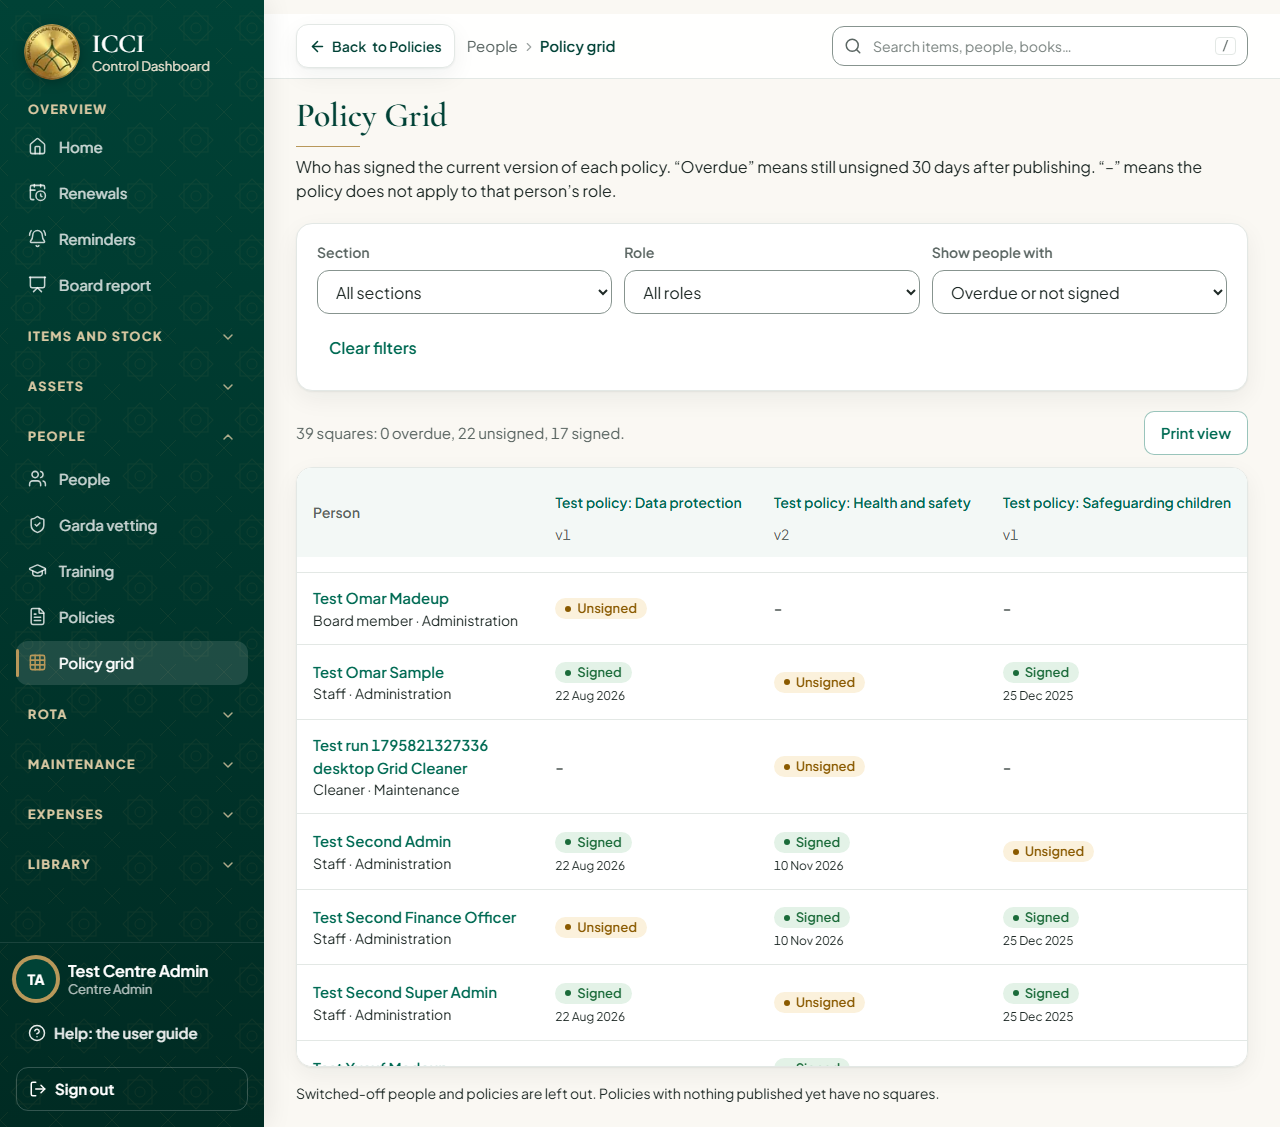 ICCI
Control Dashboard
OVERVIEW
Home
Renewals
Reminders
Board report
ITEMS AND STOCK
ASSETS
PEOPLE
People
Garda vetting
Training
Policies
Policy grid
ROTA
MAINTENANCE
EXPENSES
LIBRARY
TA
Test Centre Admin
Centre Admin
Help: the user guide
Sign out
Back to Policies
People > Policy grid
Search items, people, books…
/
Policy Grid
Who has signed the current version of each policy. “Overdue” means still unsigned 30 days after publishing. “–” means the
policy does not apply to that person’s role.
Section
Role
Show people with
All sections
All roles
Overdue or not signed
Clear filters
39 squares: 0 overdue, 22 unsigned, 17 signed.
Print view
Person
Test policy: Data protection
v1
Test policy: Health and safety
v2
Test policy: Safeguarding children
v1
Test Omar Madeup
Board member · Administration
Unsigned
–
–
Test Omar Sample
Staff · Administration
Signed
22 Aug 2026
Unsigned
Signed
25 Dec 2025
Test run 1795821327336
desktop Grid Cleaner
Cleaner · Maintenance
–
Unsigned
–
Test Second Admin
Staff · Administration
Signed
22 Aug 2026
Signed
10 Nov 2026
Unsigned
Test Second Finance Officer
Staff · Administration
Unsigned
Signed
10 Nov 2026
Signed
25 Dec 2025
Test Second Super Admin
Staff · Administration
Signed
22 Aug 2026
Unsigned
Signed
25 Dec 2025
Switched-off people and policies are left out. Policies with nothing published yet have no squares.